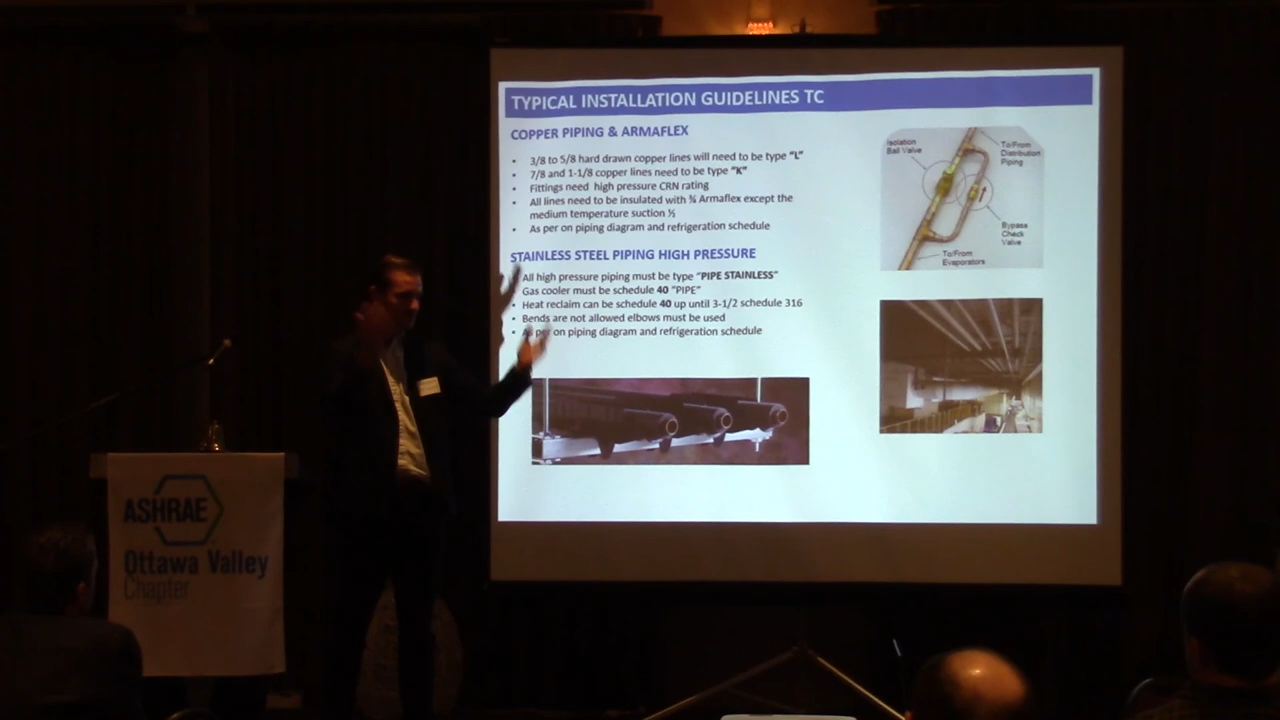 TYPICAL INSTALLATION GUIDELINES TC
COPPER PIPING & ARMAFLEX
• 3/8 to 5/8 hard drawn copper lines will need to be type "L"
• 7/8 and 1-1/8 copper lines need to be type "K"
• Fittings need high pressure CRN rating
• All lines need to be insulated with ¾ Armaflex except the
medium temperature suction ½
• As per on piping diagram and refrigeration schedule
STAINLESS STEEL PIPING HIGH PRESSURE
• All high pressure piping must be type "PIPE STAINLESS"
Gas cooler must be schedule 40 "PIPE"
• Heat reclaim can be schedule 40 up until 3-1/2 schedule 316
• Bends are not allowed elbows must be used
• As per on piping diagram and refrigeration schedule
Isolation
Ball Valve
To/From
Distribution
Piping
Bypass
Check
Valve
To/From
Evaporators
ASHRAE
Ottawa Valley
Chapter